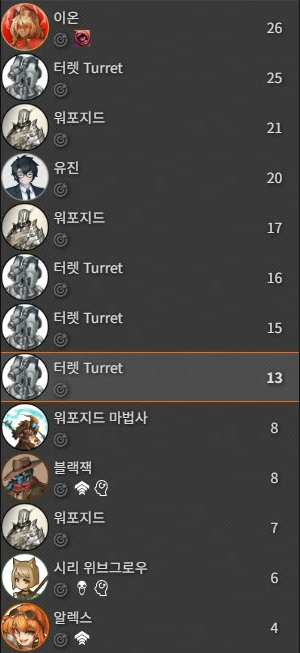 이온 26
터렛 Turret 25
워포지드 21
유진 20
워포지드 17
터렛 Turret 16
터렛 Turret 15
터렛 Turret 13
워포지드 마법사 8
블랙잭 8
워포지드 7
시리 위브그로우 6
알렉스 4